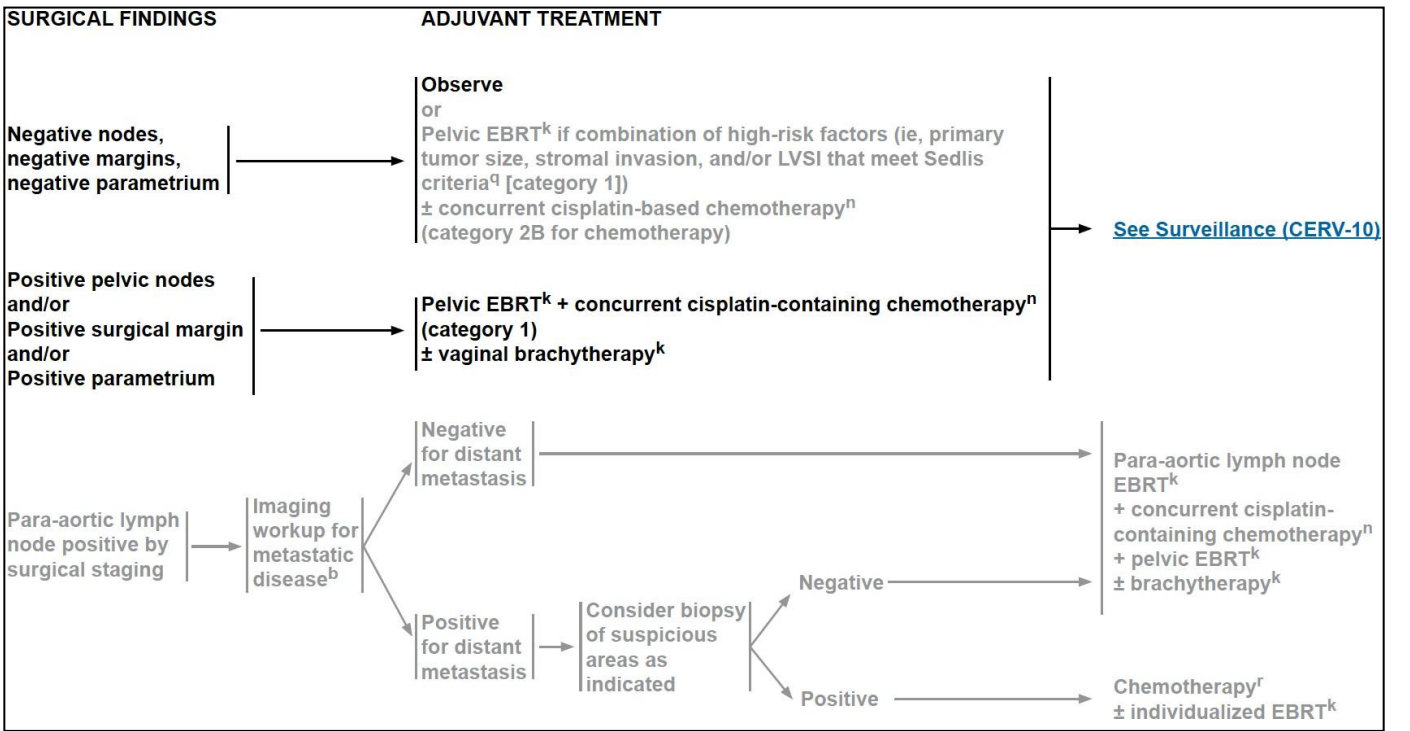 SURGICAL FINDINGS
ADJUVANT TREATMENT
Negative nodes,
negative margins,
negative parametrium
Observe
or
Pelvic EBRTᵏ if combination of high-risk factors (ie, primary
tumor size, stromal invasion, and/or LVSI that meet Sedlis
criteria^q [category 1])
± concurrent cisplatin-based chemotherapyⁿ
(category 2B for chemotherapy)
See Surveillance (CERV-10)
Positive pelvic nodes
and/or
Positive surgical margin
and/or
Positive parametrium
Pelvic EBRTᵏ + concurrent cisplatin-containing chemotherapyⁿ
(category 1)
± vaginal brachytherapyᵏ
Para-aortic lymph
node positive by
surgical staging
Imaging
workup for
metastatic
diseaseᵇ
Negative
for distant
metastasis
Positive
for distant
metastasis
Consider biopsy
of suspicious
areas as
indicated
Negative
Positive
Para-aortic lymph node
EBRTᵏ
+ concurrent cisplatin-
containing chemotherapyⁿ
+ pelvic EBRTᵏ
± brachytherapyᵏ
Chemotherapyʳ
± individualized EBRTᵏ